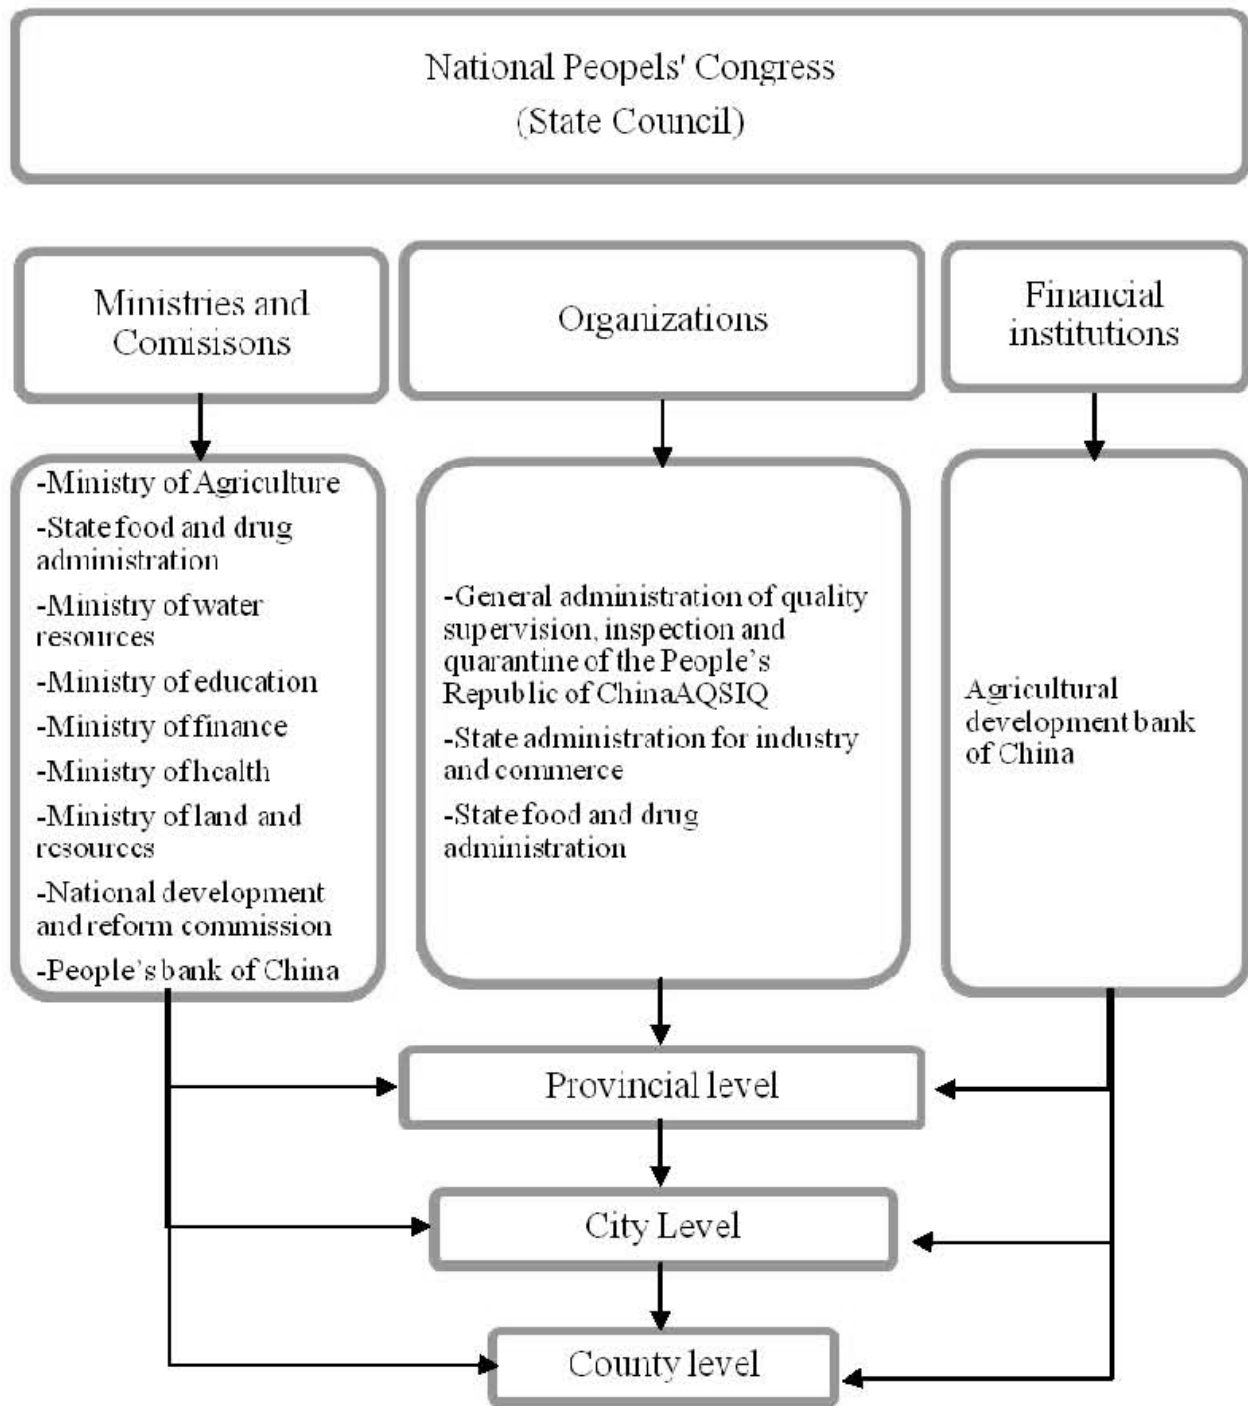 National Peopels' Congress
(State Council)
Ministries and
Comisisons
Organizations
Financial
institutions
-Ministry of Agriculture
-State food and drug
administration
-Ministry of water
resources
-Ministry of education
-Ministry of finance
-Ministry of health
-Ministry of land and
resources
-National development
and reform commission
-People's bank of China
-General administration of quality
supervision, inspection and
quarantine of the People's
Republic of ChinaAQSIQ
-State administration for industry
and commerce
-State food and drug
administration
Agricultural
development bank
of China
Provincial level
City Level
County level